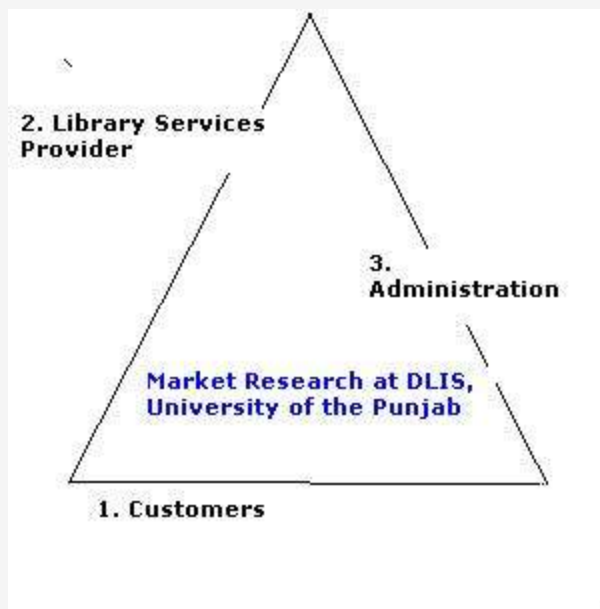 2. Library Services
Provider
3.
Administration
Market Research at DLIS,
University of the Punjab
1. Customers